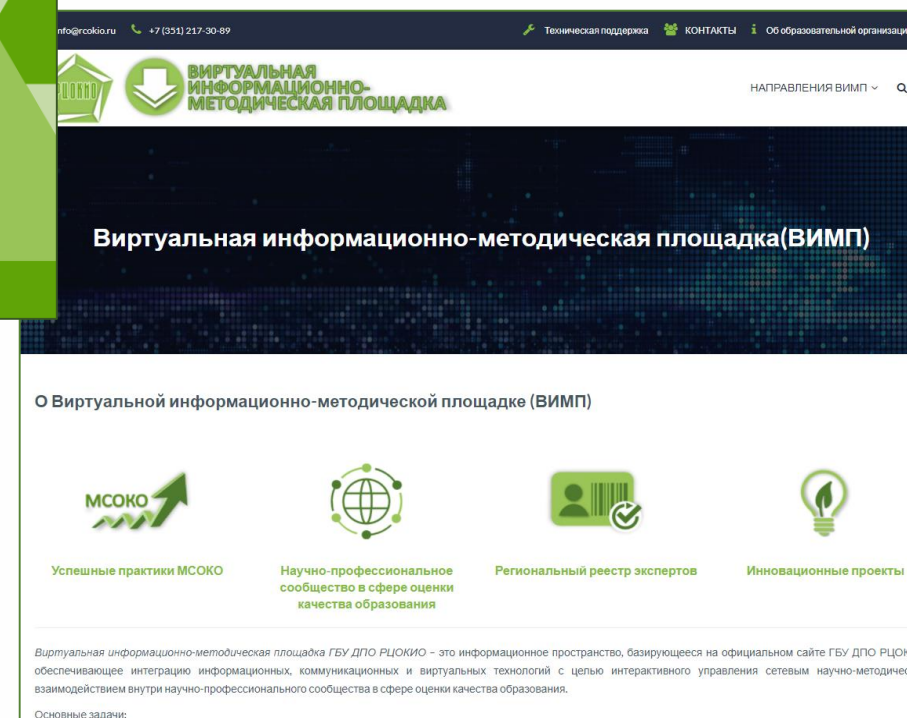 nfo@rcokio.ru +7 (351) 217-30-89 Техническая поддержка КОНТАКТЫ Об образовательной организаци
РЦОКИО
ВИРТУАЛЬНАЯ
ИНФОРМАЦИОННО-
МЕТОДИЧЕСКАЯ ПЛОЩАДКА
НАПРАВЛЕНИЯ ВИМП
Виртуальная информационно-методическая площадка(ВИМП)
О Виртуальной информационно-методической площадке (ВИМП)
МСОКО
Успешные практики МСОКО
Научно-профессиональное
сообщество в сфере оценки
качества образования
Региональный реестр экспертов
Инновационные проекты
Виртуальная информационно-методическая площадка ГБУ ДПО РЦОКИО – это информационное пространство, базирующееся на официальном сайте ГБУ ДПО РЦОК
обеспечивающее интеграцию информационных, коммуникационных и виртуальных технологий с целью интерактивного управления сетевым научно-методичес
взаимодействием внутри научно-профессионального сообщества в сфере оценки качества образования.
Основные задачи: